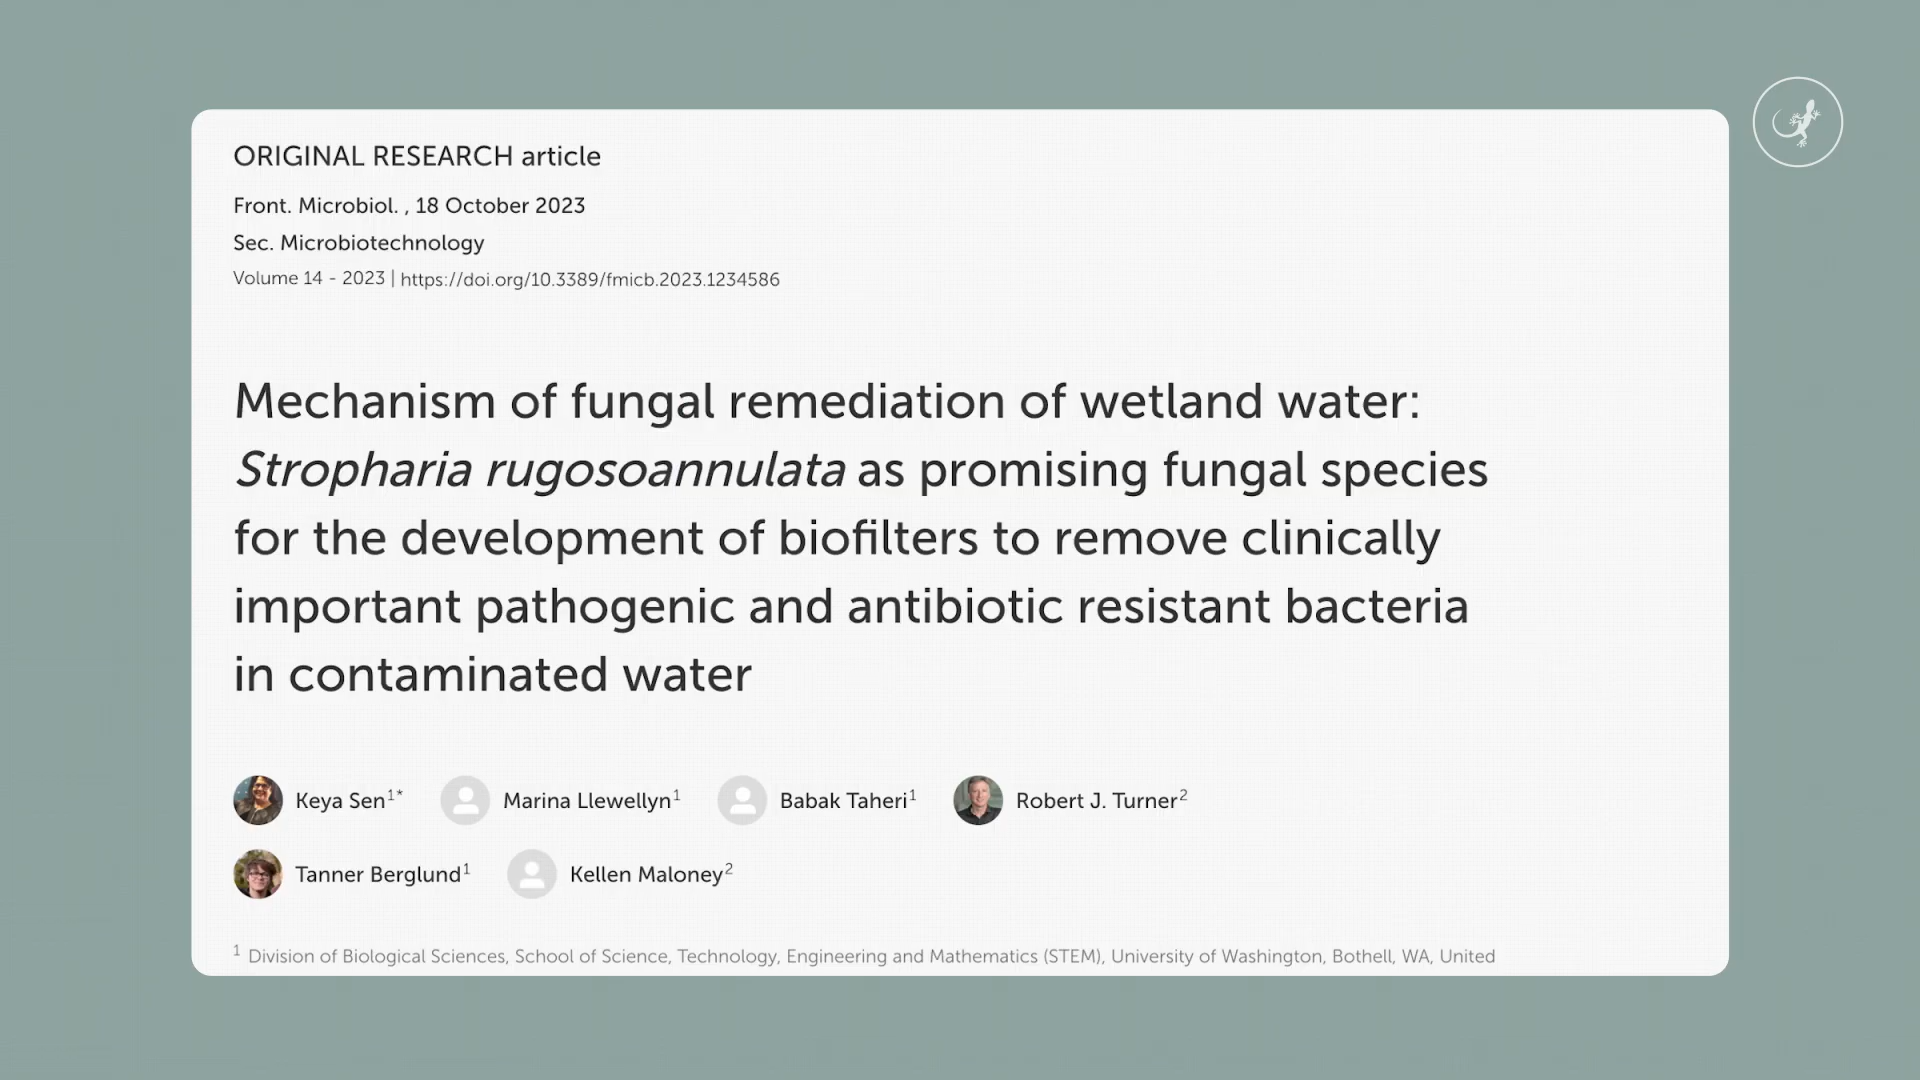 ORIGINAL RESEARCH article
Front. Microbiol. , 18 October 2023
Sec. Microbiotechnology
Volume 14 - 2023 | https://doi.org/10.3389/fmicb.2023.1234586
Mechanism of fungal remediation of wetland water:
Stropharia rugosoannulata as promising fungal species
for the development of biofilters to remove clinically
important pathogenic and antibiotic resistant bacteria
in contaminated water
Keya Sen1* Marina Llewellyn1 Babak Taheri1 Robert J. Turner2
Tanner Berglund1 Kellen Maloney2
1 Division of Biological Sciences, School of Science, Technology, Engineering and Mathematics (STEM), University of Washington, Bothell, WA, United